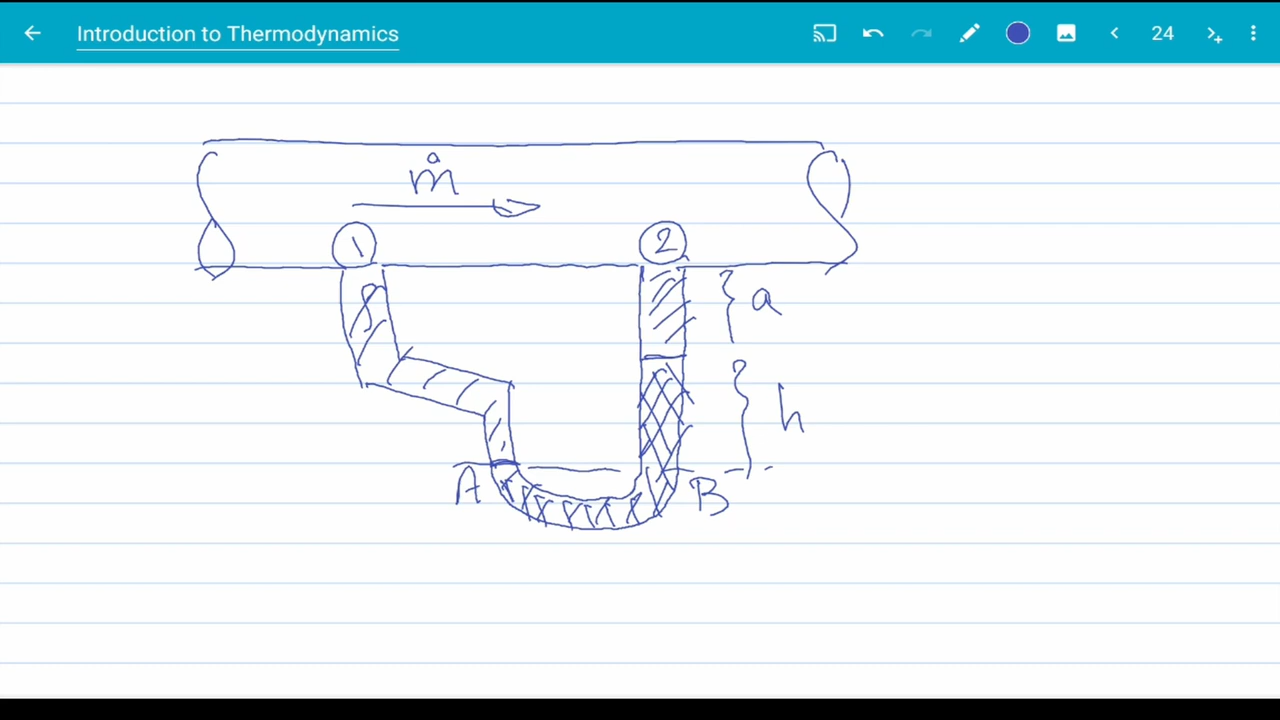 Introduction to Thermodynamics
24
ṁ
1
2
a
h
A
B